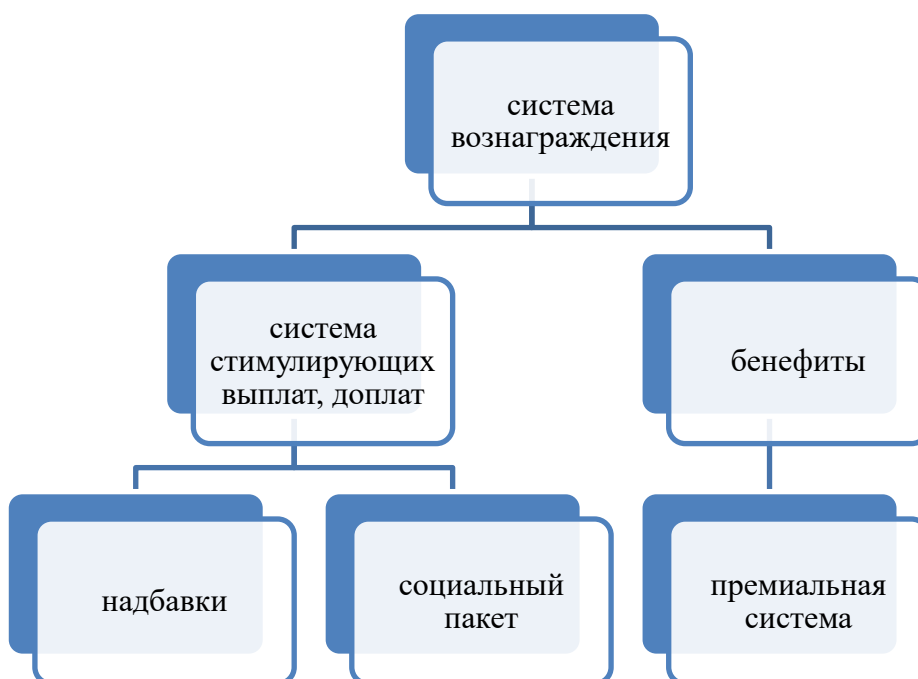 система
вознаграждения
система
стимулирующих
выплат, доплат
бенефиты
надбавки
социальный
пакет
премиальная
система